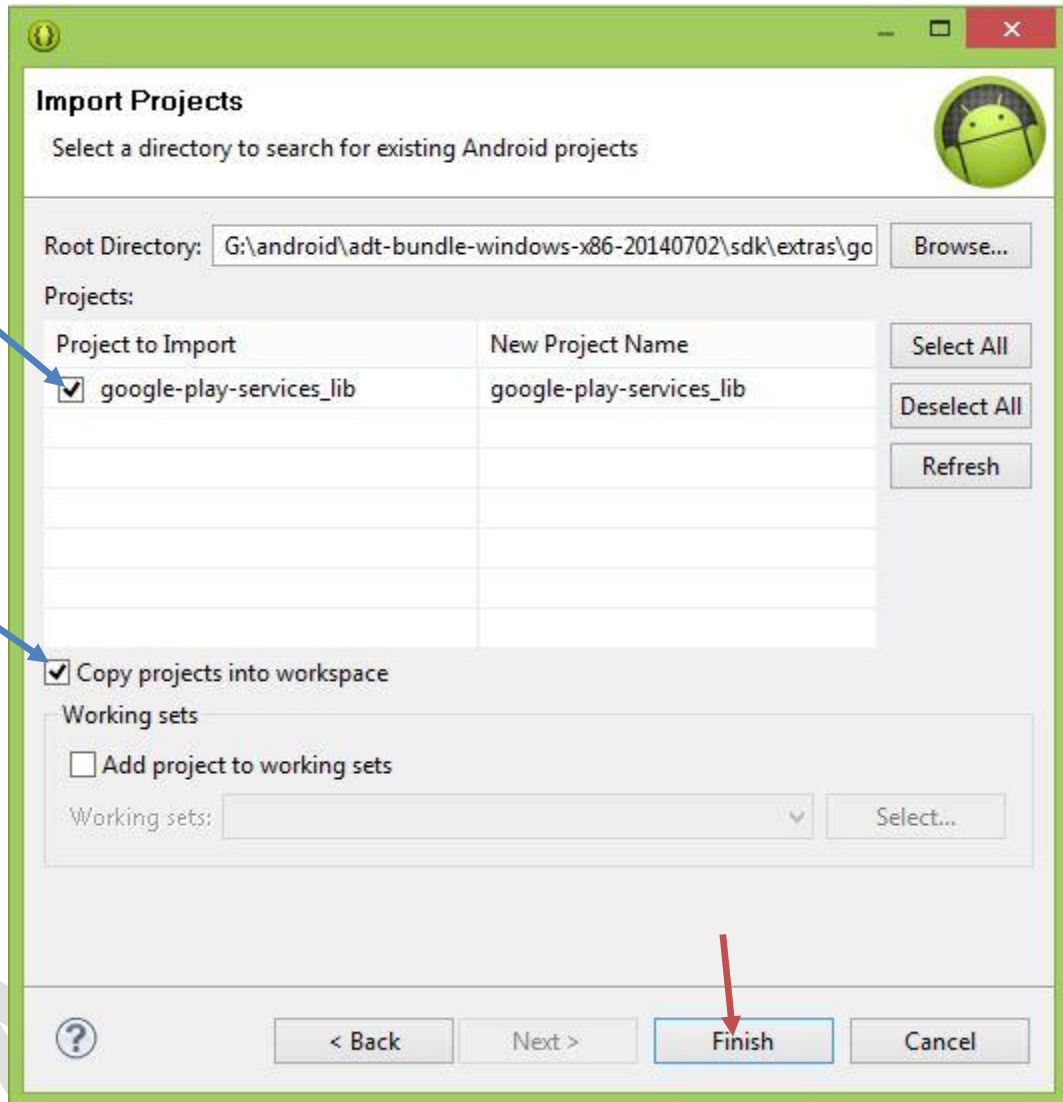 Import Projects
Select a directory to search for existing Android projects
Root Directory: G:\android\adt-bundle-windows-x86-20140702\sdk\extras\go Browse...
Projects:
Project to Import New Project Name Select All
google-play-services_lib google-play-services_lib
Deselect All
Refresh
Copy projects into workspace
Working sets
Add project to working sets
Working sets: Select...
< Back Next > Finish Cancel